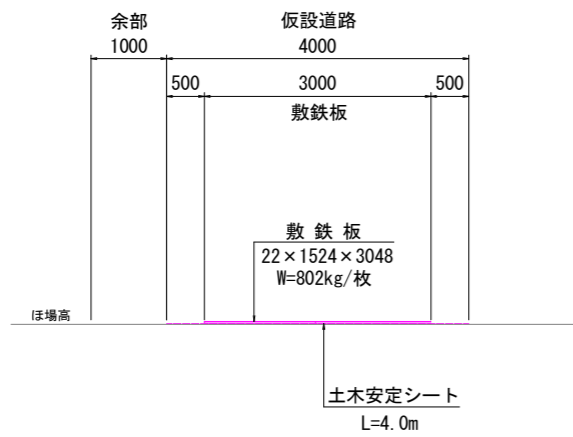 余部
仮設道路
1000
4000
500
3000
500
敷鉄板
敷 鉄 板
22×1524×3048
W=802kg/枚
ほ場高
土木安定シート
L=4.0m